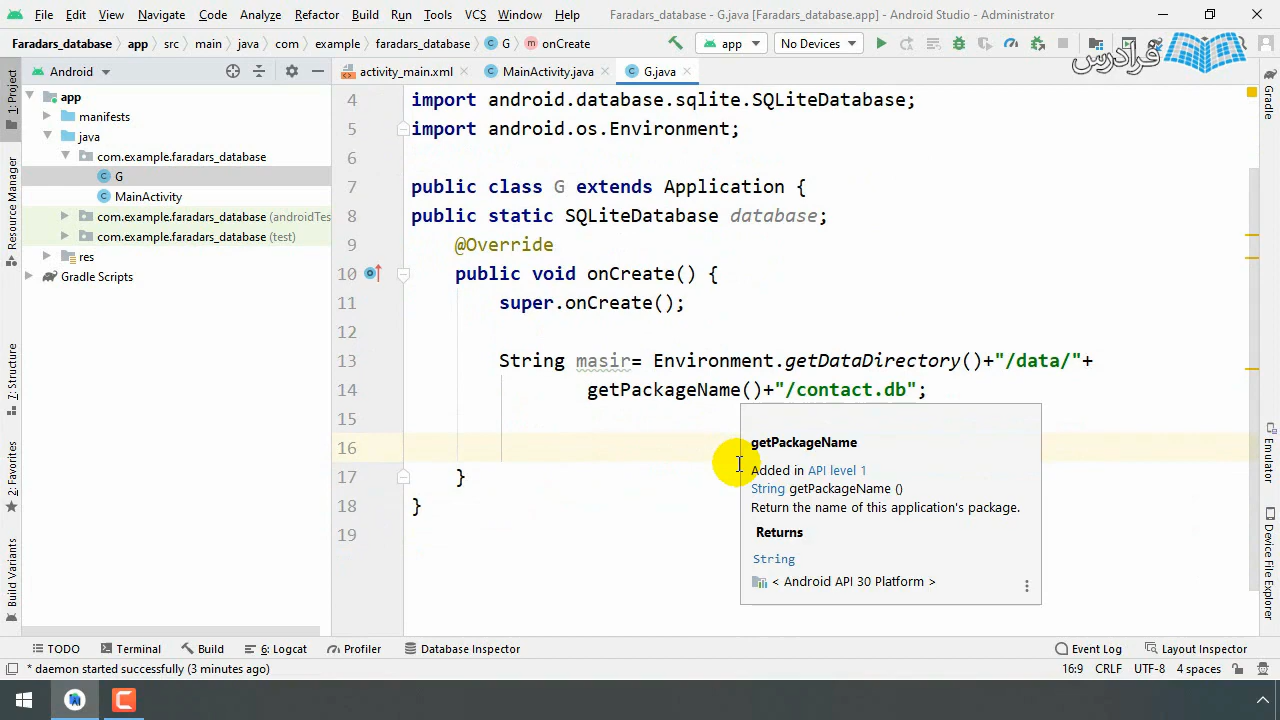 File Edit View Navigate Code Analyze Refactor Build Run Tools VCS Window Help Faradars_database - G.java [Faradars_database.app] - Android Studio - Administrator
Faradars_database app src main java com example faradars_database G onCreate app No Devices
فرادرس
Android activity_main.xml MainActivity.java G.java
1: Project
Resource Manager
7: Structure
2: Favorites
Build Variants
app
manifests
java
com.example.faradars_database
G
MainActivity
com.example.faradars_database (androidTes
com.example.faradars_database (test)
res
Gradle Scripts
4 import android.database.sqlite.SQLiteDatabase;
5 import android.os.Environment;
6
7 public class G extends Application {
8 public static SQLiteDatabase database;
9 @Override
10 public void onCreate() {
11 super.onCreate();
12
13 String masir= Environment.getDataDirectory()+"/data/"+
14 getPackageName()+"/contact.db";
15
16
17 }
18 }
19
getPackageName
Added in API level 1
String getPackageName ()
Return the name of this application's package.
Returns
String
< Android API 30 Platform >
Gradle
Emulator
Device File Explorer
TODO Terminal Build 6: Logcat Profiler Database Inspector Event Log Layout Inspector
* daemon started successfully (3 minutes ago) 16:9 CRLF UTF-8 4 spaces